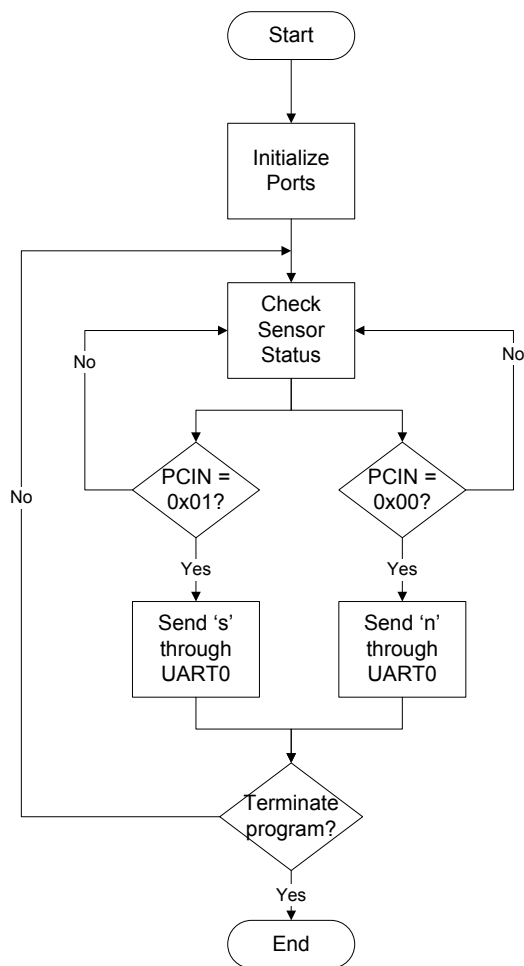 Start
Initialize
Ports
Check
Sensor
Status
No
No
PCIN =
0x01?
PCIN =
0x00?
No
Yes
Yes
Send ‘s’
through
UART0
Send ‘n’
through
UART0
Terminate
program?
Yes
End